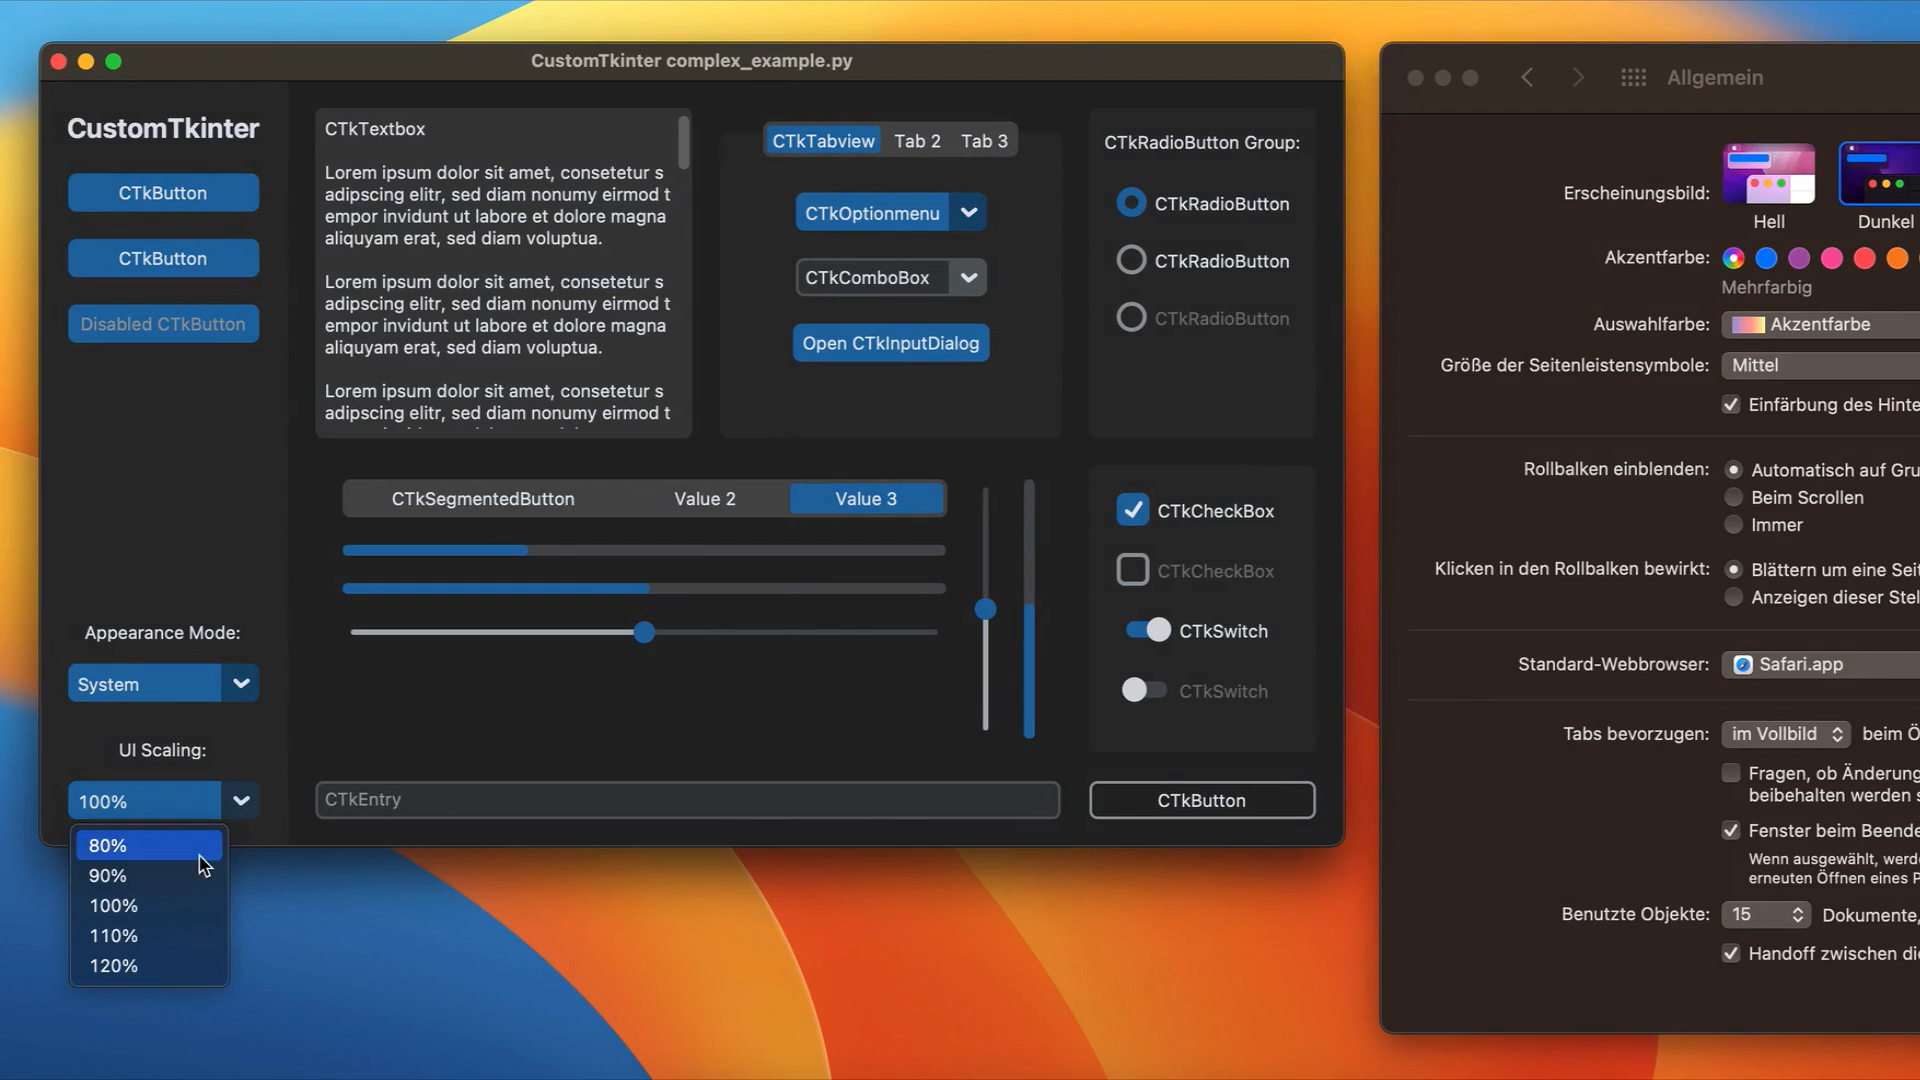 CustomTkinter complex_example.py
CustomTkinter
CTkButton
CTkButton
Disabled CTkButton
Appearance Mode:
System
UI Scaling:
100%
80%
90%
100%
110%
120%
CTkTextbox
Lorem ipsum dolor sit amet, consetetur s
adipscing elitr, sed diam nonumy eirmod t
empor invidunt ut labore et dolore magna
aliquyam erat, sed diam voluptua.
Lorem ipsum dolor sit amet, consetetur s
adipscing elitr, sed diam nonumy eirmod t
empor invidunt ut labore et dolore magna
aliquyam erat, sed diam voluptua.
Lorem ipsum dolor sit amet, consetetur s
adipscing elitr, sed diam nonumy eirmod t
CTkTabview Tab 2 Tab 3
CTkOptionmenu
CTkComboBox
Open CTkInputDialog
CTkRadioButton Group:
CTkRadioButton
CTkRadioButton
CTkRadioButton
CTkSegmentedButton Value 2 Value 3
CTkCheckBox
CTkCheckBox
CTkSwitch
CTkSwitch
CTkEntry
CTkButton
Allgemein
Erscheinungsbild:
Hell Dunkel
Akzentfarbe:
Mehrfarbig
Auswahlfarbe: Akzentfarbe
Größe der Seitenleistensymbole: Mittel
Einfärbung des Hinte
Rollbalken einblenden: Automatisch auf Gru
Beim Scrollen
Immer
Klicken in den Rollbalken bewirkt: Blättern um eine Seit
Anzeigen dieser Stel
Standard-Webbrowser: Safari.app
Tabs bevorzugen: im Vollbild beim Ö
Fragen, ob Änderung
beibehalten werden s
Fenster beim Beende
Wenn ausgewählt, werd
erneuten Öffnen eines P
Benutzte Objekte: 15 Dokumente,
Handoff zwischen die